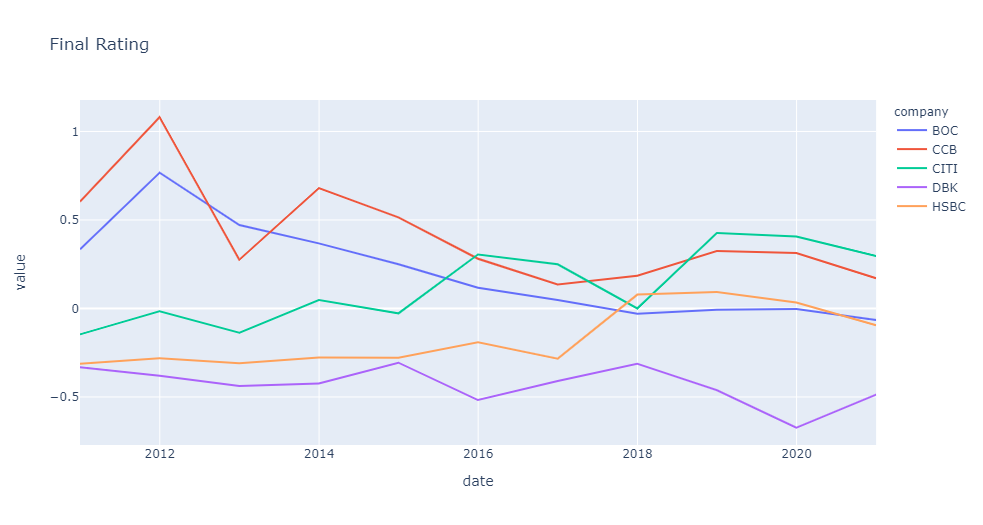 Final Rating
company
BOC
CCB
CITI
DBK
HSBC
value
1
0.5
0
−0.5
2012 2014 2016 2018 2020
date